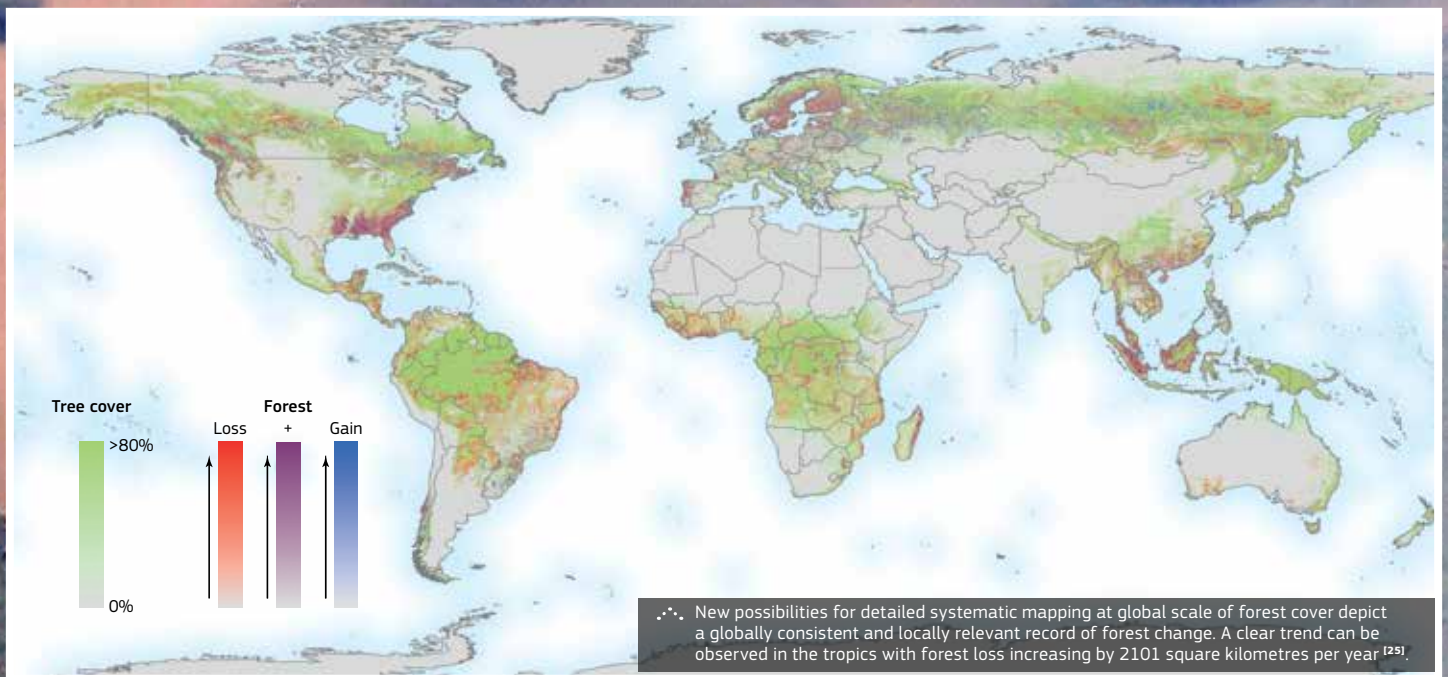 Tree cover
>80%
0%
Forest
Loss + Gain
New possibilities for detailed systematic mapping at global scale of forest cover depict
a globally consistent and locally relevant record of forest change. A clear trend can be
observed in the tropics with forest loss increasing by 2101 square kilometres per year [25].